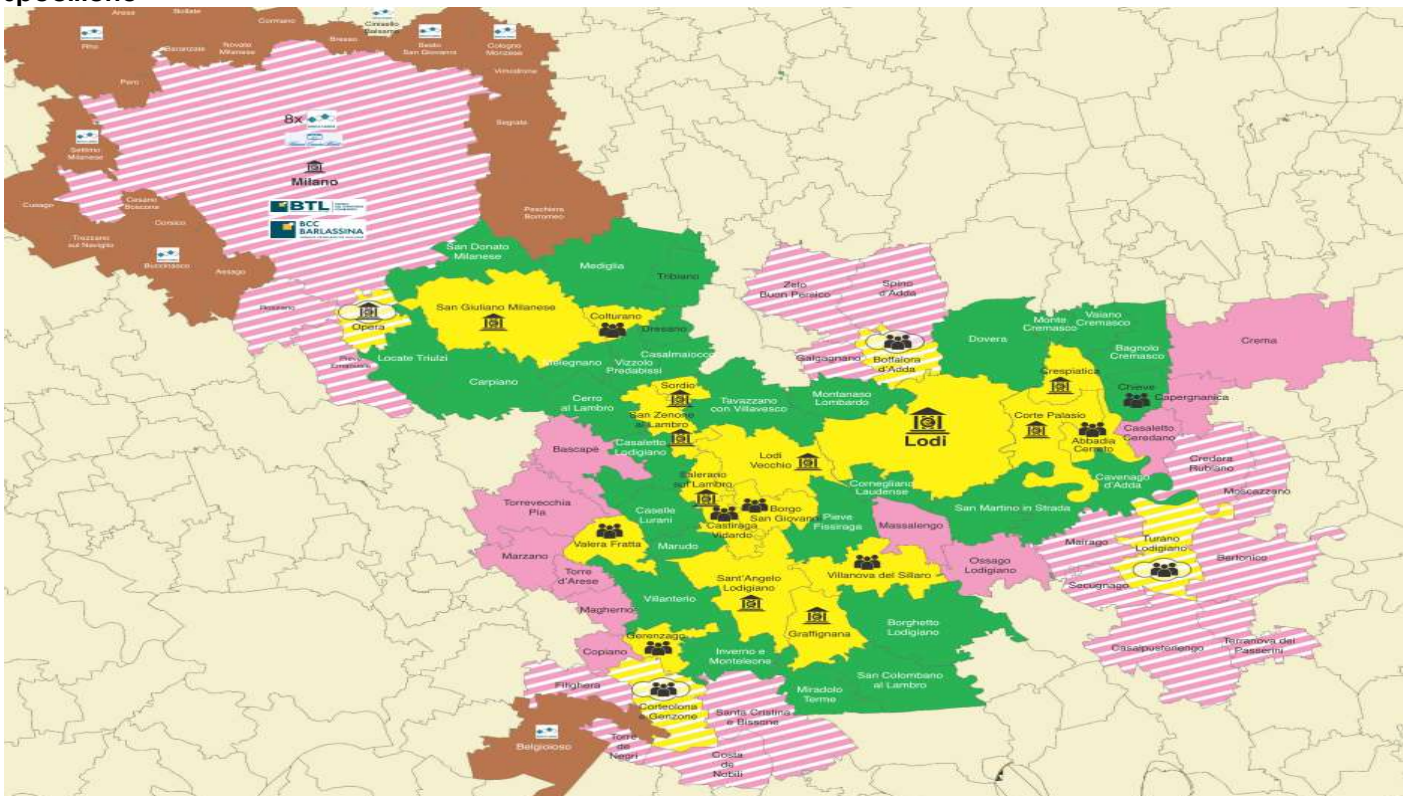 Arese
Bollate
Cormano
Cinisello
Balsamo
Rho
Baranzate
Novate
Milanese
Bresso
Sesto
San Giovanni
Cologno
Monzese
Vimodrone
Pero
Segrate
8x
Settimo
Milanese
Milano
BTL
BCC
BARLASSINA
Cusago
Cesano
Boscone
Corsico
Trezzano
sul Naviglio
Buccinasco
Assago
Peschiera
Borromeo
San Donato
Milanese
Mediglia
Tribiano
Rozzano
Opera
San Giuliano Milanese
Colturano
Dresano
Zelo
Buon Persico
Spino
d'Adda
Pieve
Emanuele
Locate Triulzi
Melegnano
Casalmaiocco
Vizzolo
Predabissi
Galgagnano
Boffalora
d'Adda
Dovera
Monte
Cremasco
Vaiano
Cremasco
Bagnolo
Cremasco
Crema
Carpiano
Cerro
al Lambro
Sordio
San Zenone
al Lambro
Tavazzano
con Villavesco
Montanaso
Lombardo
Lodi
Crespiatica
Chieve
Capergnanica
Corte Palasio
Abbadia
Cerreto
Casaletto
Ceredano
Bascapè
Casaletto
Lodigiano
Lodi
Vecchio
Salerano
sul Lambro
Cornegliano
Laudense
Cavenago
d'Adda
Credera
Rubiano
Moscazzano
Torrevecchia
Pia
Caselle
Lurani
Castiraga
Vidardo
Borgo
San Giovanni
Pieve
Fissiraga
Massalengo
San Martino in Strada
Marzano
Valera Fratta
Marudo
Villanova del Sillaro
Ossago
Lodigiano
Mairago
Turano
Lodigiano
Bertonico
Secugnago
Torre
d'Arese
Magherno
Villanterio
Sant'Angelo
Lodigiano
Graffignana
Borghetto
Lodigiano
Casalpusterlengo
Terranova dei
Passerini
Copiano
Gerenzago
Inverno e
Monteleone
Filighera
Corteolona
e Genzone
Miradolo
Terme
San Colombano
al Lambro
Santa Cristina
e Bissone
Belgioioso
Torre
de
Negri
Costa
de
Nobili